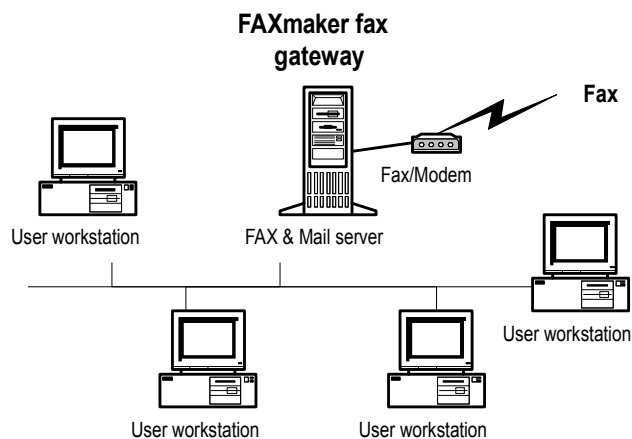 FAXmaker fax
gateway
Fax
Fax/Modem
User workstation
FAX & Mail server
User workstation
User workstation
User workstation